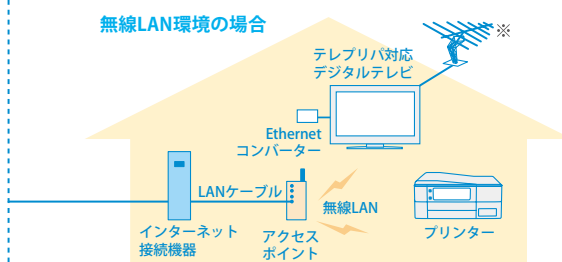 無線LAN環境の場合
※
テレプリパ対応
デジタルテレビ
Ethernet
コンバーター
LANケーブル
無線LAN
インターネット
接続機器
アクセス
ポイント
プリンター